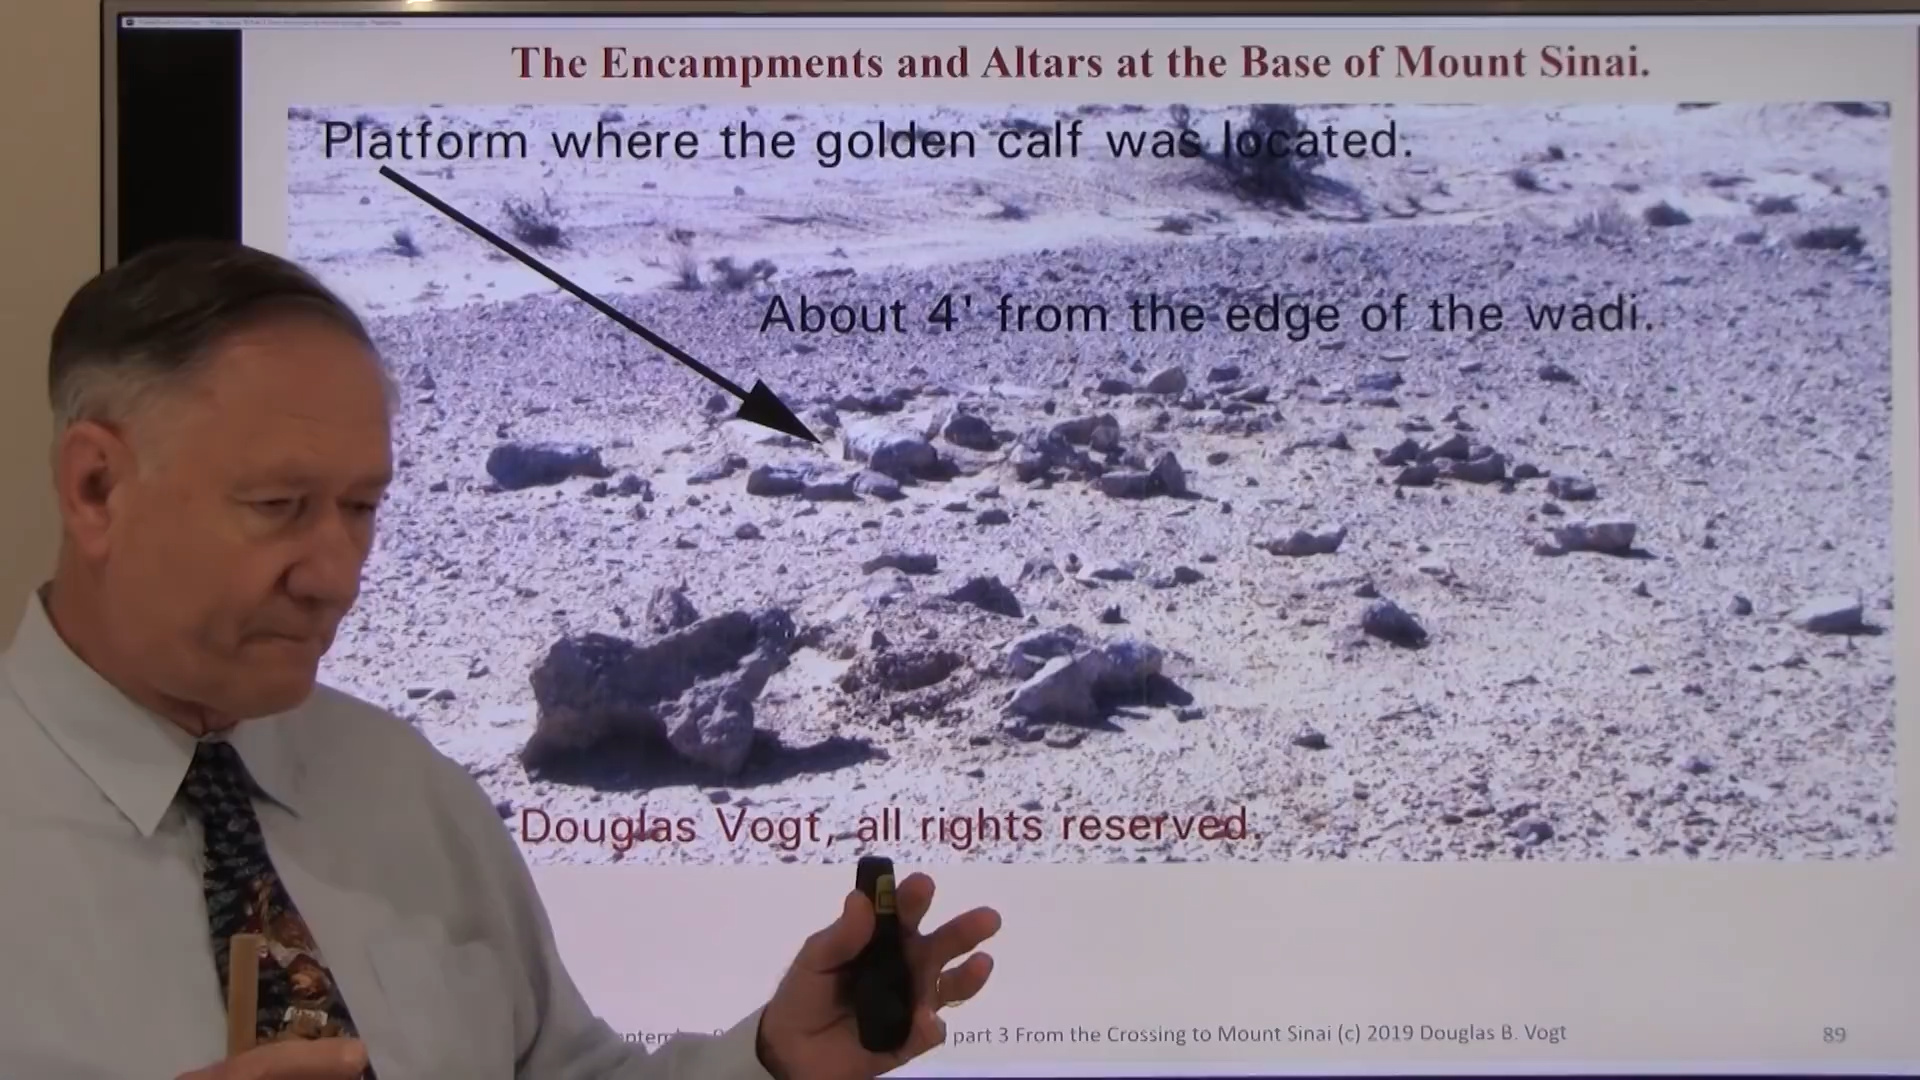 The Encampments and Altars at the Base of Mount Sinai.
Platform where the golden calf was located.
About 4' from the edge of the wadi.
Douglas Vogt, all rights reserved.
part 3 From the Crossing to Mount Sinai (c) 2019 Douglas B. Vogt
89